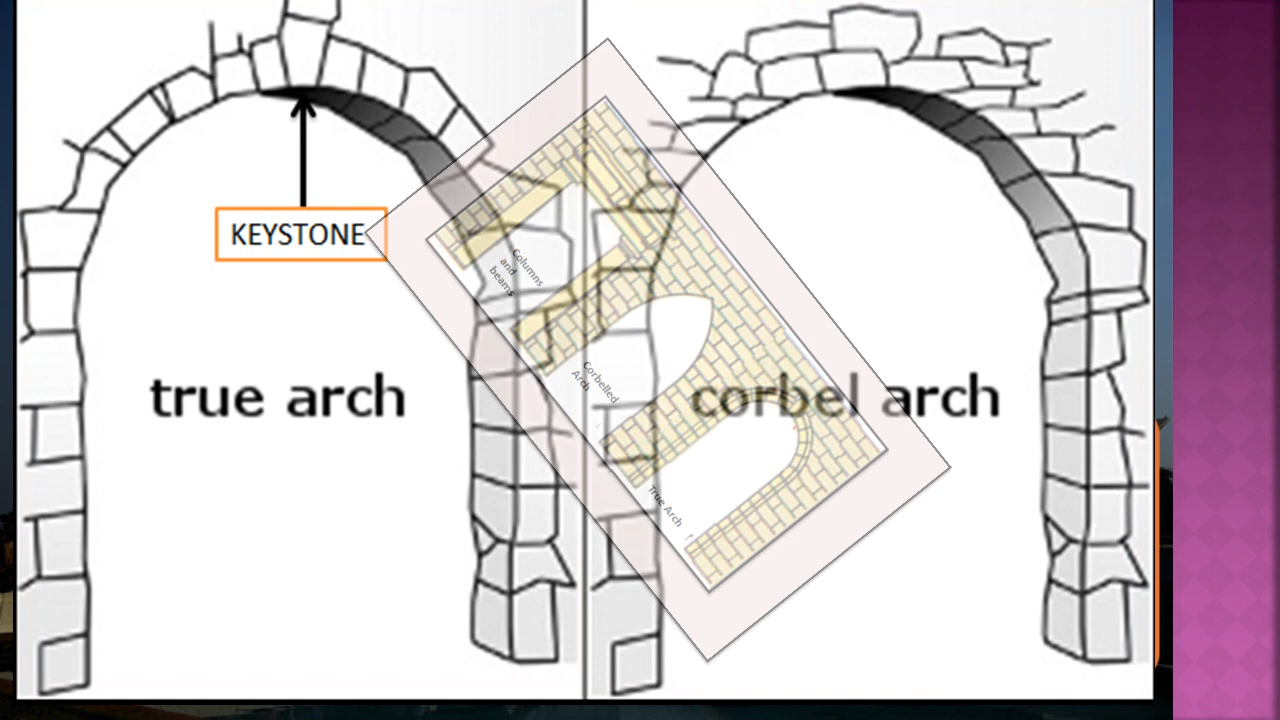 KEYSTONE
true arch
corbel arch
Columns
and
beams
Corbelled
Arch
True Arch